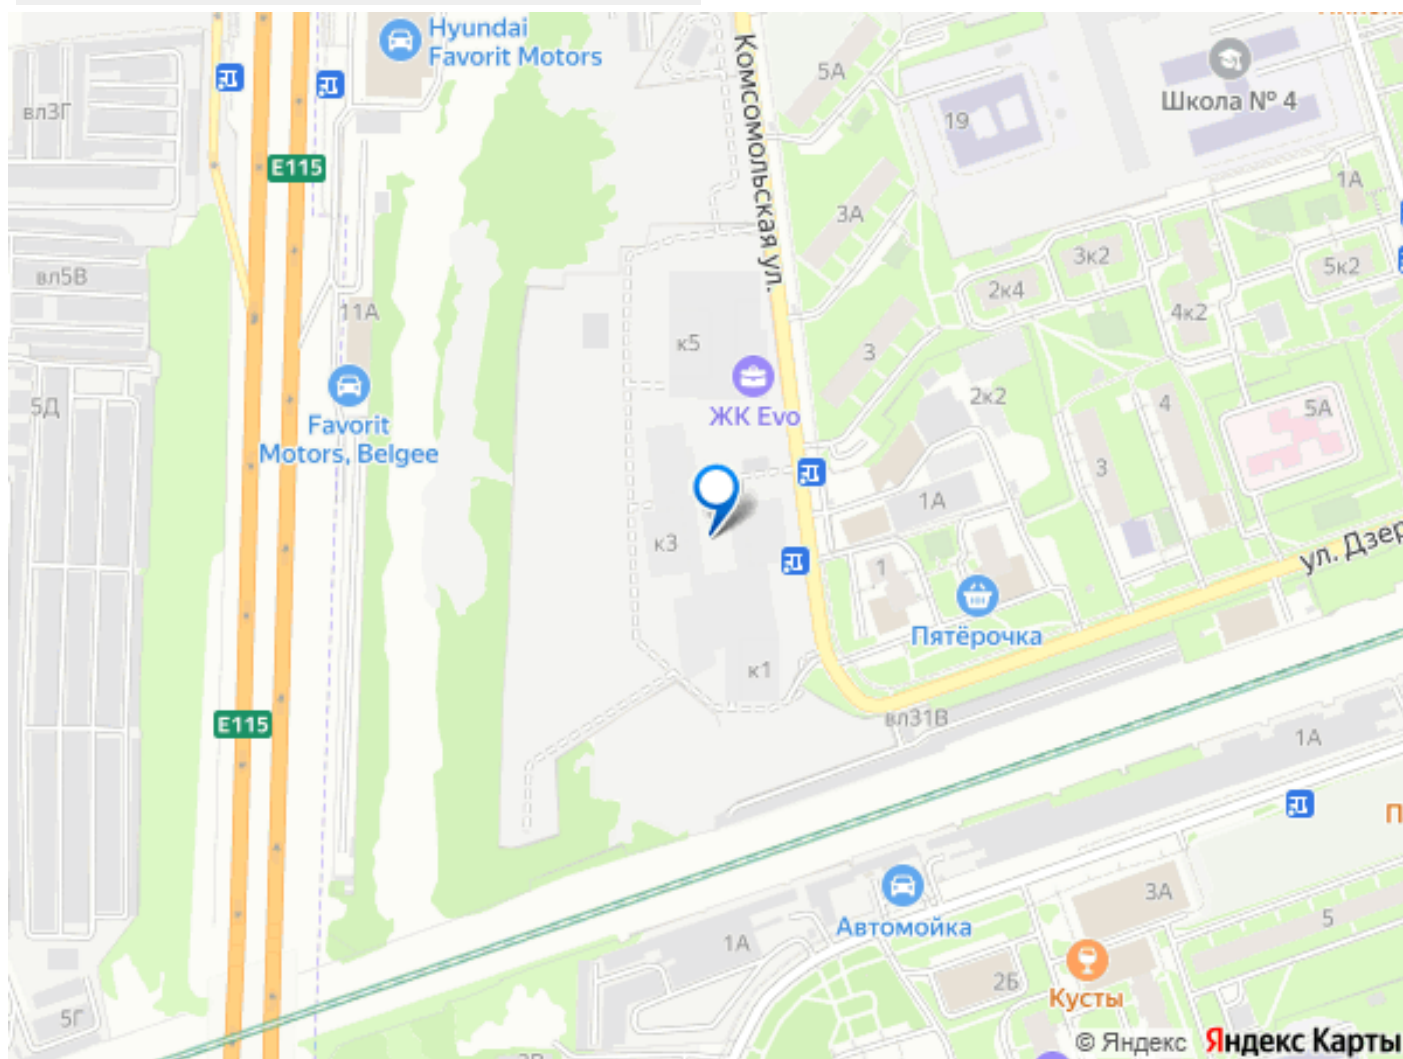 Hyundai
Favorit Motors
5А
Школа № 4
вл3Г
19
Комсомольская ул.
E115
1А
3А
3к2
5к2
вл5В
2к4
11А
4к2
к5
3
ЖК Evo
5Д
2к2
4
5А
Favorit
Motors, Belgee
3
1А
к3
ул. Дзер
1
Пятёрочка
к1
E115
вл31В
1А
П
3А
Автомойка
5
1А
2Б
Кусты
5Г
© Яндекс Яндекс Карты